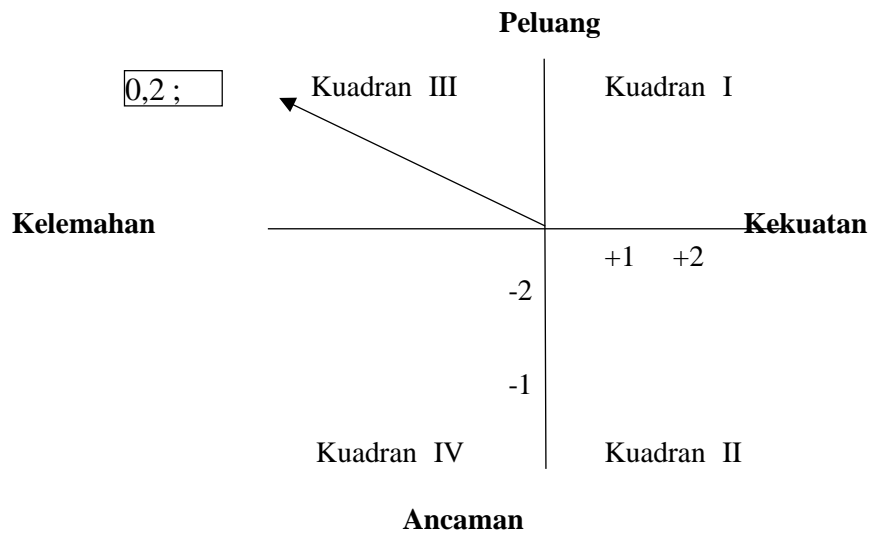 Peluang
0,2 ;
Kuadran III
Kuadran I
Kelemahan
Kekuatan
+1 +2
-2
-1
Kuadran IV
Kuadran II
Ancaman